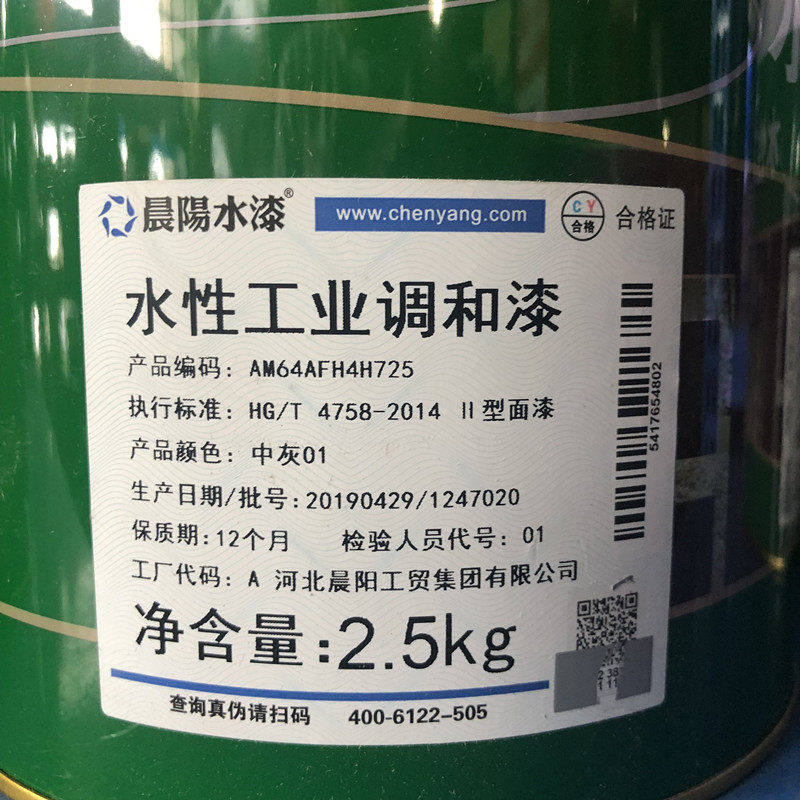 晨陽水漆®
www.chenyang.com
CY
合格
合格证
水性工业调和漆
产品编码: AM64AFH4H725
执行标准: HG/T 4758-2014 II型面漆
产品颜色: 中灰01
生产日期/批号:20190429/1247020
保质期:12个月 检验人员代号: 01
工厂代码: A 河北晨阳工贸集团有限公司
净含量:2.5kg
查询真伪请扫码 400-6122-505
5417654802